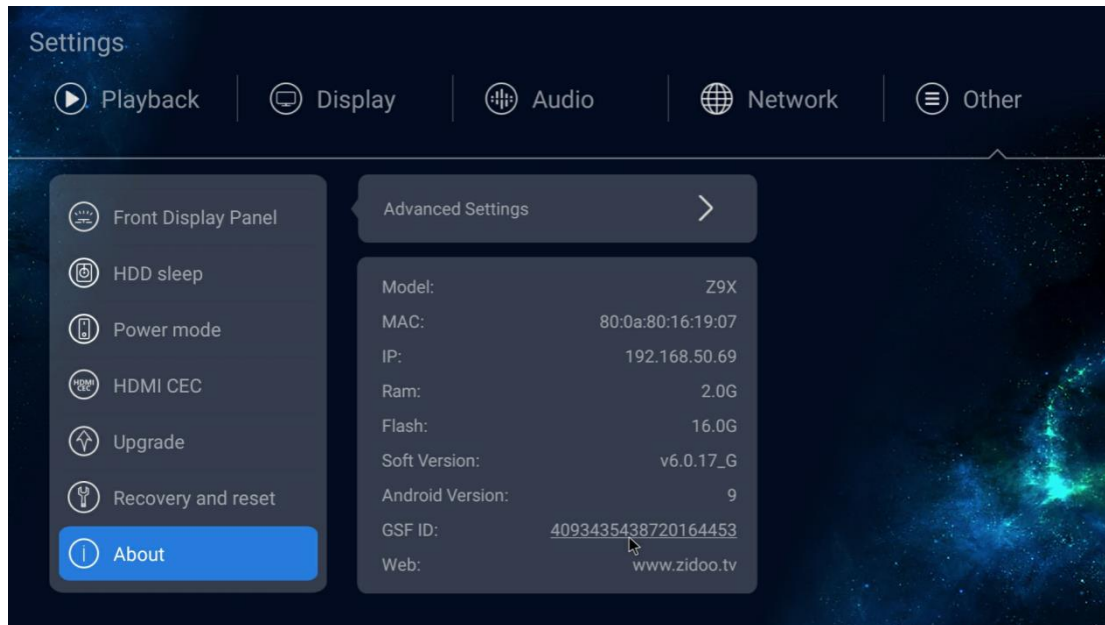 Settings
Playback Display Audio Network Other
Front Display Panel
HDD sleep
Power mode
HDMI CEC HDMI CEC
Upgrade
Recovery and reset
About
Advanced Settings
Model: Z9X
MAC: 80:0a:80:16:19:07
IP: 192.168.50.69
Ram: 2.0G
Flash: 16.0G
Soft Version: v6.0.17_G
Android Version: 9
GSF ID: 4093435438720164453
Web: www.zidoo.tv